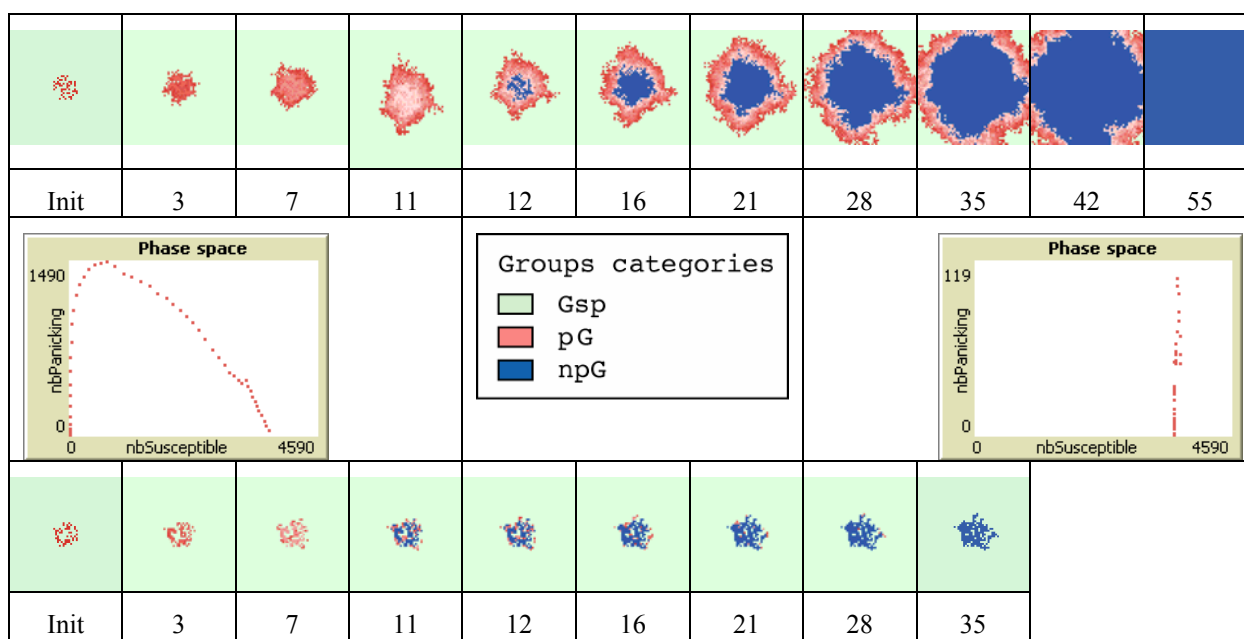 Init 3 7 11 12 16 21 28 35 42 55
Phase space
1490
nbPanicking
0
0 nbSusceptible 4590
Groups categories
Gsp
pG
npG
Phase space
119
nbPanicking
0
0 nbSusceptible 4590
Init 3 7 11 12 16 21 28 35